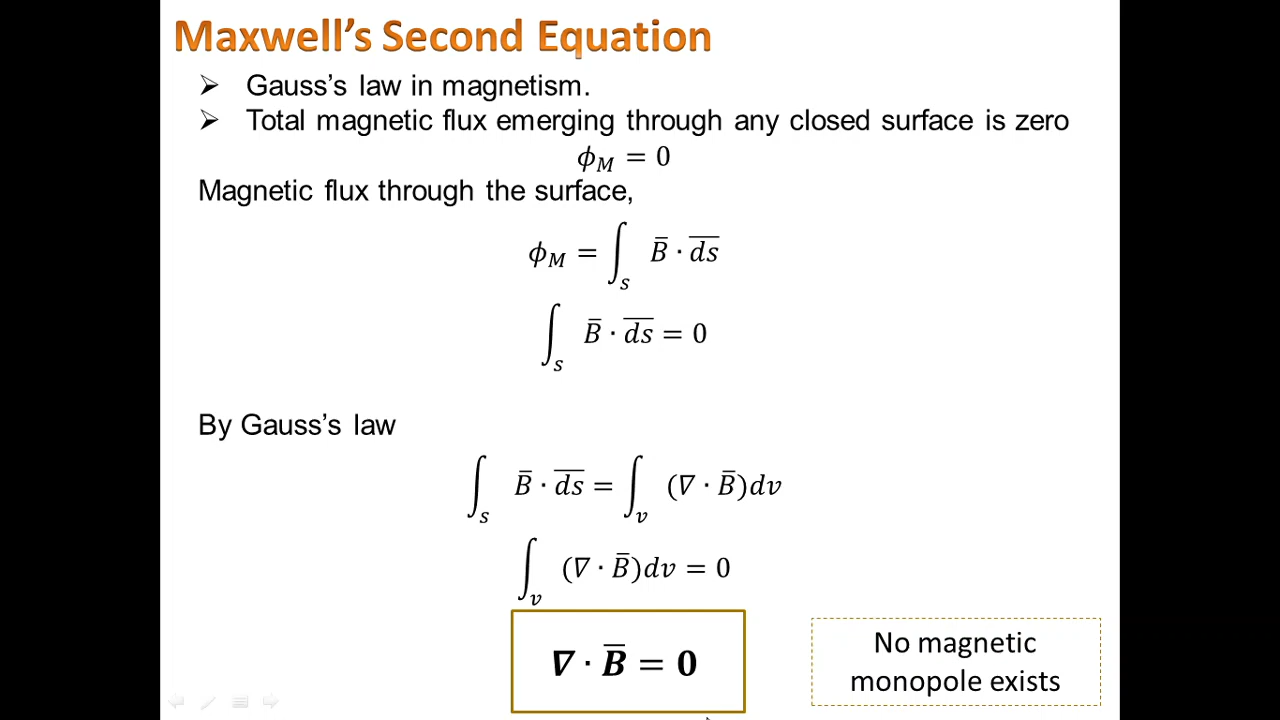 Maxwell's Second Equation
➢ Gauss's law in magnetism.
➢ Total magnetic flux emerging through any closed surface is zero
𝜙_M = 0
Magnetic flux through the surface,
𝜙_M = ∫_s B̅ · d̅s̅
∫_s B̅ · d̅s̅ = 0
By Gauss's law
∫_s B̅ · d̅s̅ = ∫_v (∇ · B̅)dv
∫_v (∇ · B̅)dv = 0
∇ · B̅ = 0
No magnetic
monopole exists